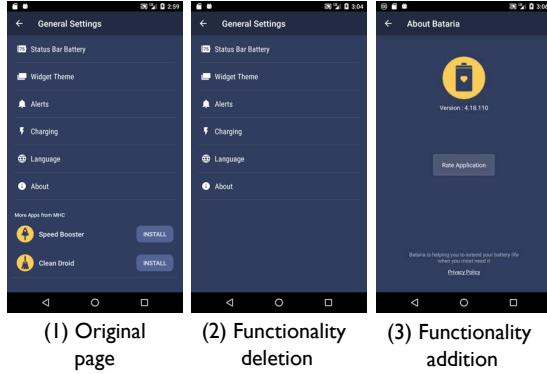 2:59
General Settings
Status Bar Battery
Widget Theme
Alerts
Charging
Language
About
More Apps from MHC
Speed Booster INSTALL
Clean Droid INSTALL
(1) Original
page
3:04
General Settings
Status Bar Battery
Widget Theme
Alerts
Charging
Language
About
(2) Functionality
deletion
3:06
About Bataria
Version : 4.18.110
Rate Application
Bataria is helping you to extend your battery life
when you most need it
Privacy Policy
(3) Functionality
addition